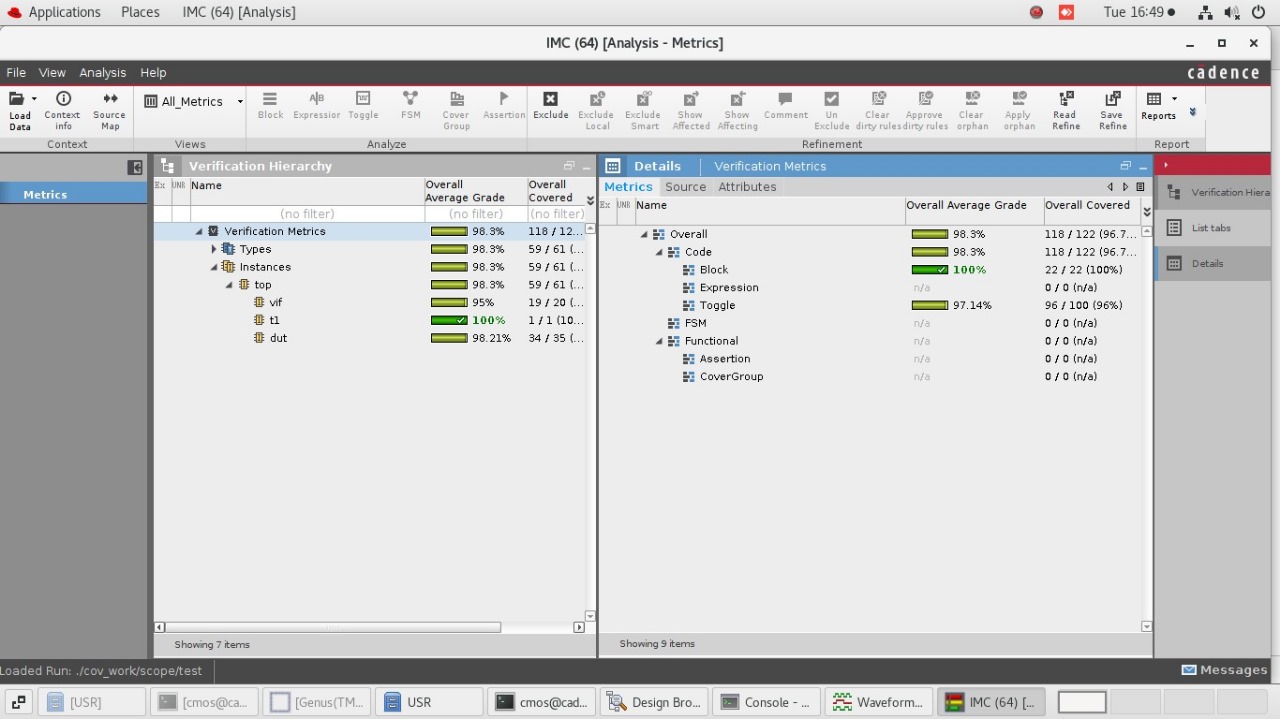 Applications Places IMC (64) [Analysis] Tue 16:49
IMC (64) [Analysis - Metrics]
File View Analysis Help cādence
Load Data Context info Source Map All_Metrics Block Expression Toggle FSM Cover Group Assertion Exclude Exclude Local Exclude Smart Show Affected Show Affecting Comment Un Exclude Clear dirty rules Approve dirty rules Clear orphan Apply orphan Read Refine Save Refine Reports
Context Views Analyze Refinement Report
Metrics
Verification Hierarchy
Ex UNR Name Overall Average Grade Overall Covered
(no filter) (no filter) (no filter)
Verification Metrics 98.3% 118 / 12...
Types 98.3% 59 / 61 (...
Instances 98.3% 59 / 61 (...
top 98.3% 59 / 61 (...
vif 95% 19 / 20 (...
t1 100% 1 / 1 (10...
dut 98.21% 34 / 35 (...
Showing 7 items
Details Verification Metrics
Metrics Source Attributes
Ex UNR Name Overall Average Grade Overall Covered
Overall 98.3% 118 / 122 (96.7...
Code 98.3% 118 / 122 (96.7...
Block 100% 22 / 22 (100%)
Expression n/a 0 / 0 (n/a)
Toggle 97.14% 96 / 100 (96%)
FSM n/a 0 / 0 (n/a)
Functional n/a 0 / 0 (n/a)
Assertion n/a 0 / 0 (n/a)
CoverGroup n/a 0 / 0 (n/a)
Showing 9 items
Verification Hiera
List tabs
Details
Loaded Run: ./cov_work/scope/test Messages
[USR] [cmos@ca... [Genus(TM... USR cmos@cad... Design Bro... Console - ... Waveform... IMC (64) [...